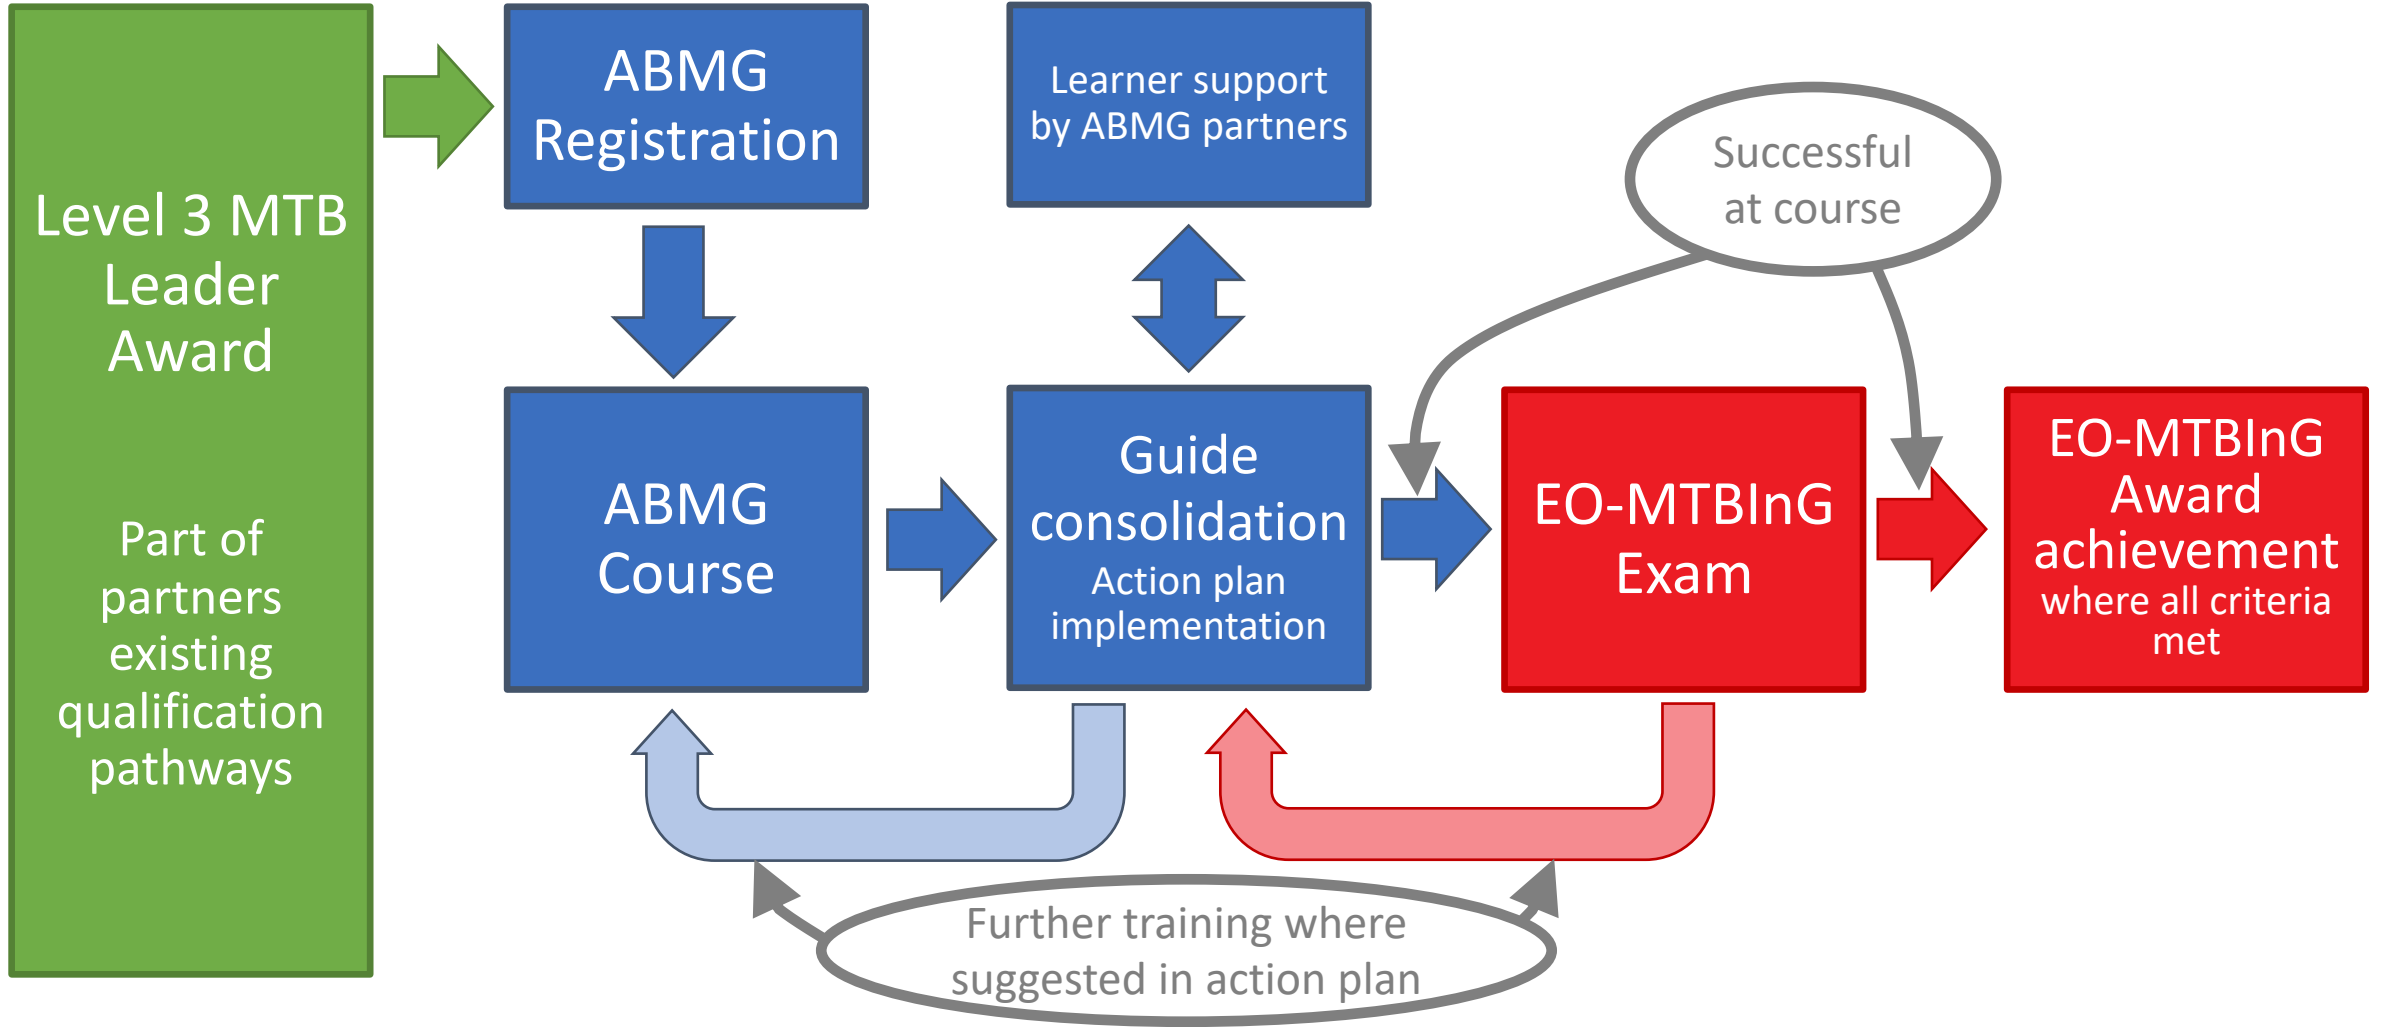 Level 3 MTB
Leader
Award
Part of
partners
existing
qualification
pathways
ABMG
Registration
Learner support
by ABMG partners
Successful
at course
ABMG
Course
Guide
consolidation
Action plan
implementation
EO-MTBInG
Exam
EO-MTBInG
Award
achievement
where all criteria
met
Further training where
suggested in action plan